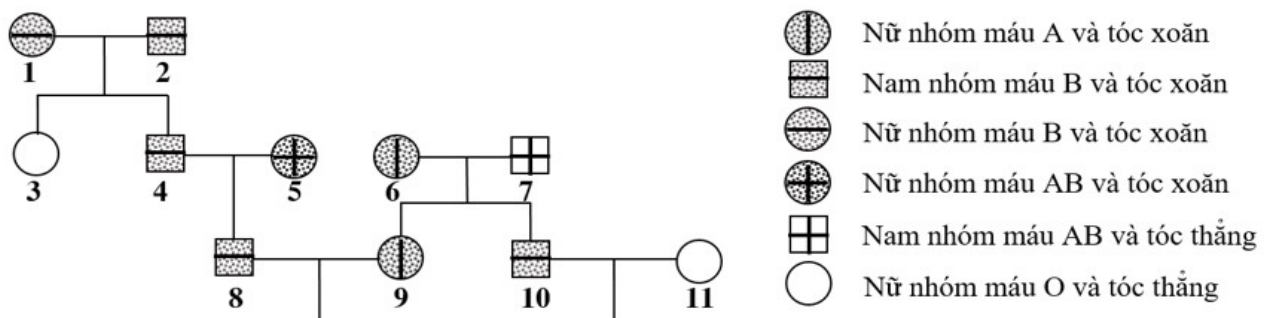 1
2
3
4
5
6
7
8
9
10
11
Nữ nhóm máu A và tóc xoăn
Nam nhóm máu B và tóc xoăn
Nữ nhóm máu B và tóc xoăn
Nữ nhóm máu AB và tóc xoăn
Nam nhóm máu AB và tóc thẳng
Nữ nhóm máu O và tóc thẳng